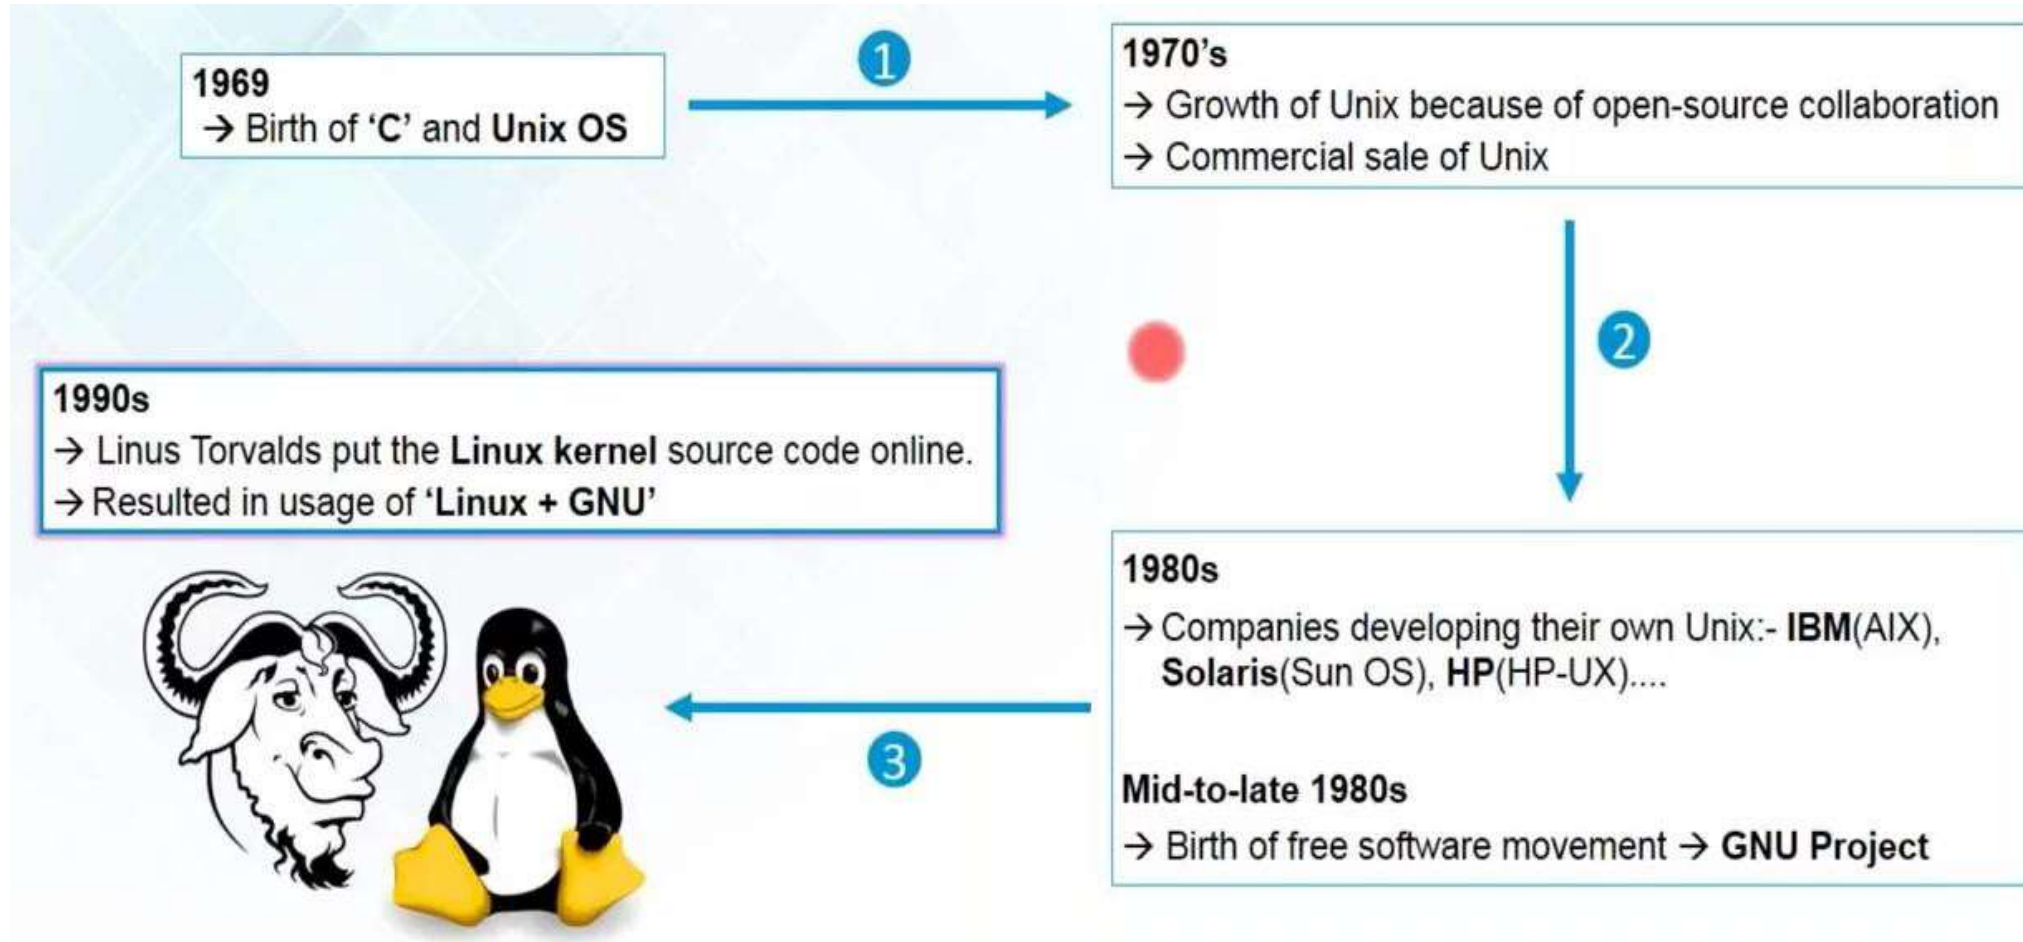 1969
→ Birth of ‘C’ and Unix OS
1
1970’s
→ Growth of Unix because of open-source collaboration
→ Commercial sale of Unix
2
1980s
→ Companies developing their own Unix:- IBM(AIX),
Solaris(Sun OS), HP(HP-UX)....
Mid-to-late 1980s
→ Birth of free software movement → GNU Project
3
1990s
→ Linus Torvalds put the Linux kernel source code online.
→ Resulted in usage of ‘Linux + GNU’